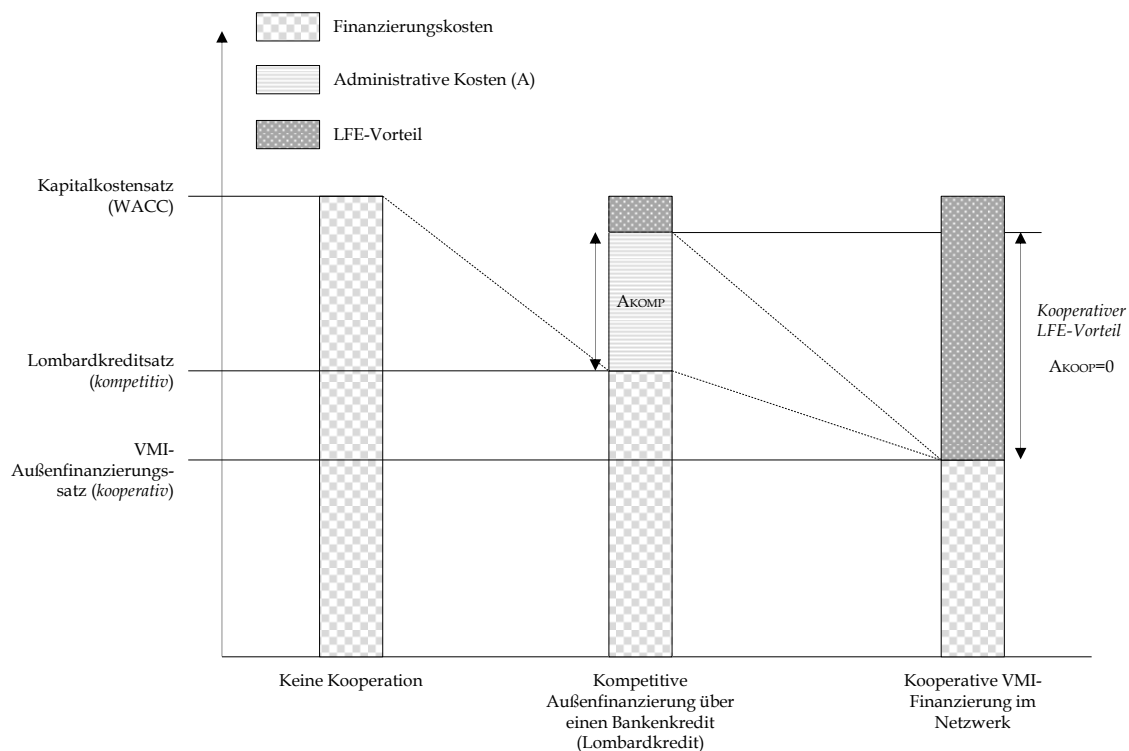 Finanzierungskosten
Administrative Kosten (A)
LFE-Vorteil
Kapitalkostensatz
(WACC)
Lombardkreditsatz
(kompetitiv)
VMI-
Außenfinanzierungs-
satz (kooperativ)
AKOMP
Kooperativer
LFE-Vorteil
AKOOP=0
Keine Kooperation
Kompetitive
Außenfinanzierung über
einen Bankenkredit
(Lombardkredit)
Kooperative VMI-
Finanzierung im
Netzwerk